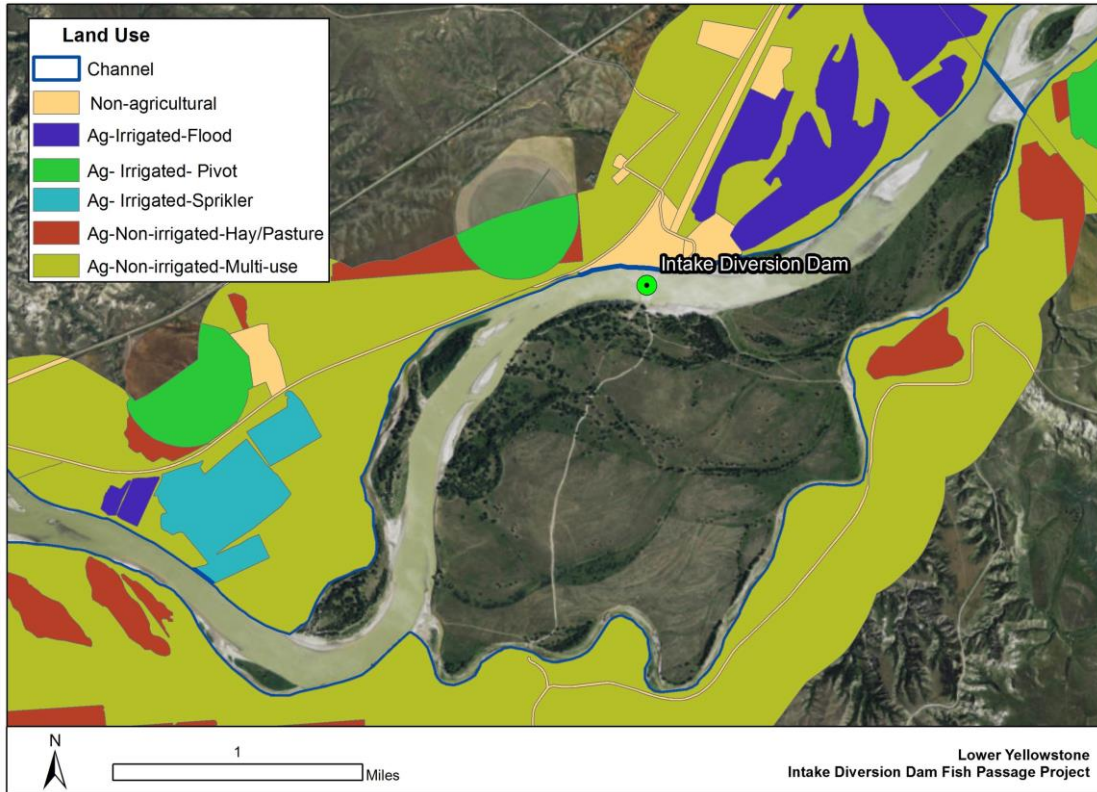 Land Use
Channel
Non-agricultural
Ag-Irrigated-Flood
Ag- Irrigated- Pivot
Ag- Irrigated-Sprikler
Ag-Non-irrigated-Hay/Pasture
Ag-Non-irrigated-Multi-use
Intake Diversion Dam
N
1
Miles
Lower Yellowstone
Intake Diversion Dam Fish Passage Project